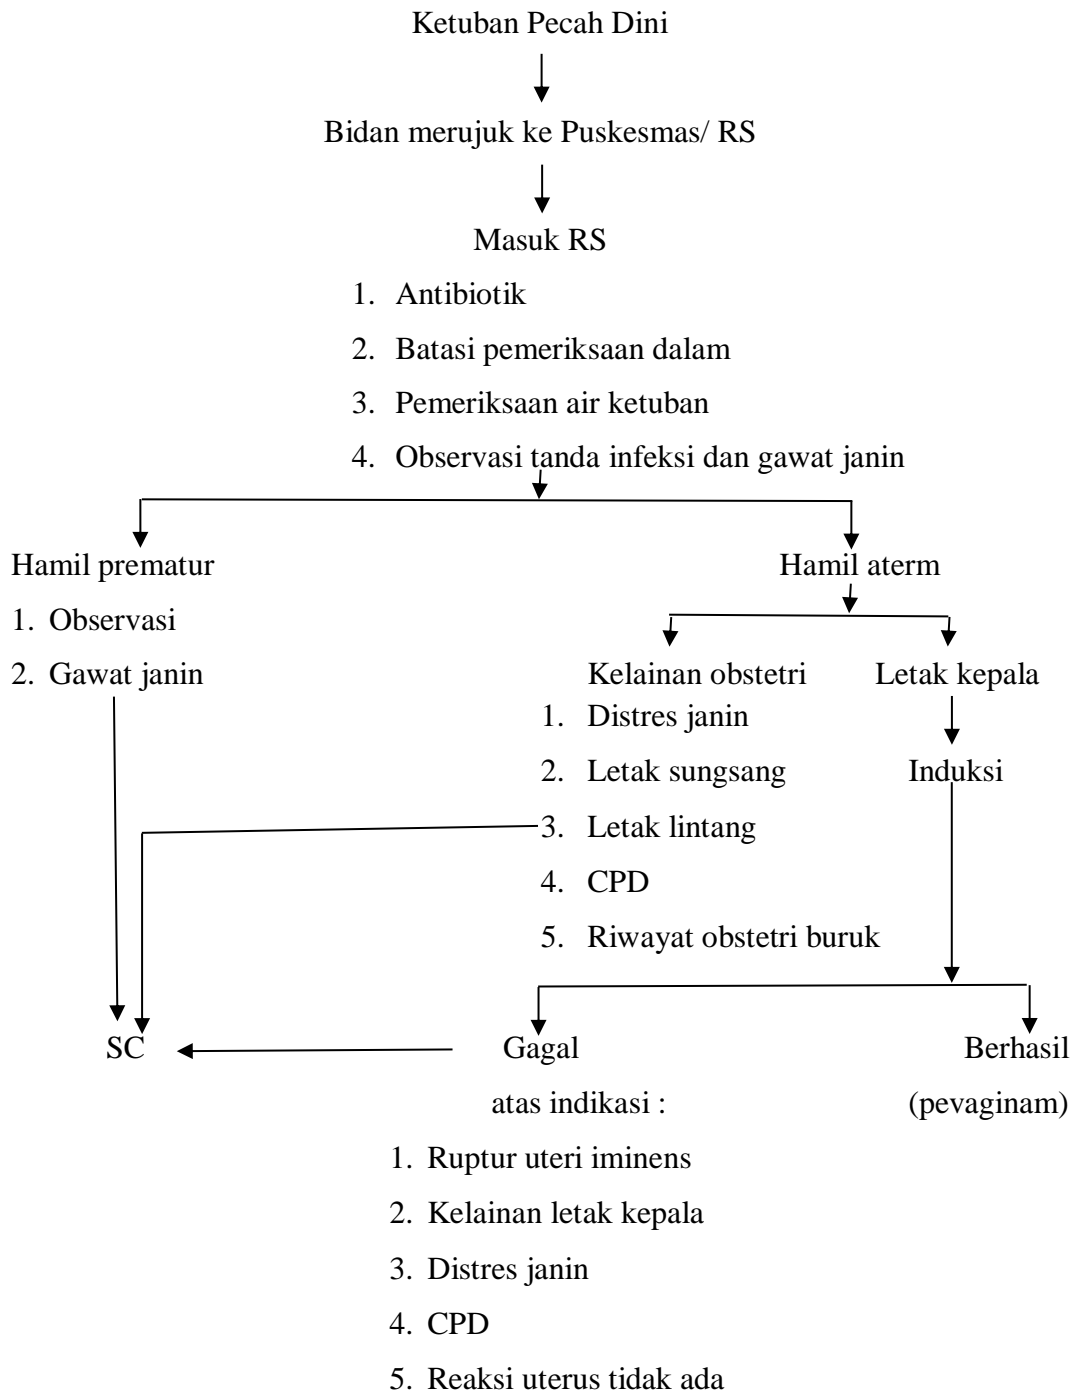 Ketuban Pecah Dini
Bidan merujuk ke Puskesmas/ RS
Masuk RS
1. Antibiotik
2. Batasi pemeriksaan dalam
3. Pemeriksaan air ketuban
4. Observasi tanda infeksi dan gawat janin
Hamil prematur
1. Observasi
2. Gawat janin
Hamil aterm
Kelainan obstetri
1. Distres janin
2. Letak sungsang
3. Letak lintang
4. CPD
5. Riwayat obstetri buruk
Letak kepala
Induksi
SC
Gagal
atas indikasi :
1. Ruptur uteri iminens
2. Kelainan letak kepala
3. Distres janin
4. CPD
5. Reaksi uterus tidak ada
Berhasil
(pevaginam)